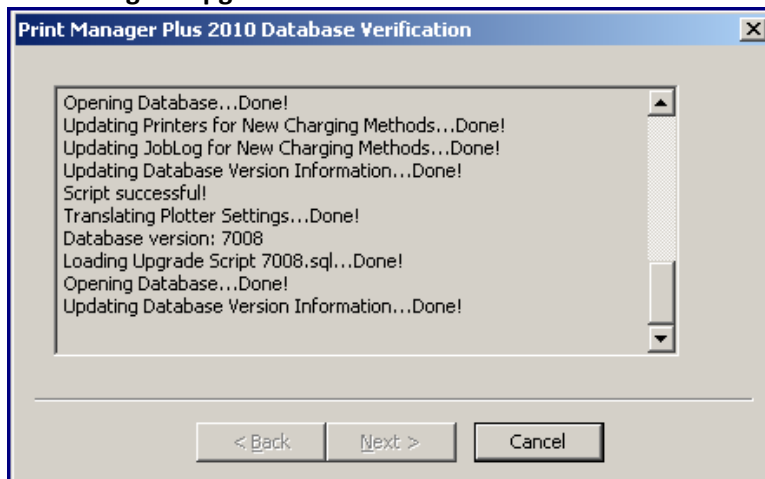 Print Manager Plus 2010 Database Verification
Opening Database...Done!
Updating Printers for New Charging Methods...Done!
Updating JobLog for New Charging Methods...Done!
Updating Database Version Information...Done!
Script successful!
Translating Plotter Settings...Done!
Database version: 7008
Loading Upgrade Script 7008.sql...Done!
Opening Database...Done!
Updating Database Version Information...Done!
< Back Next > Cancel